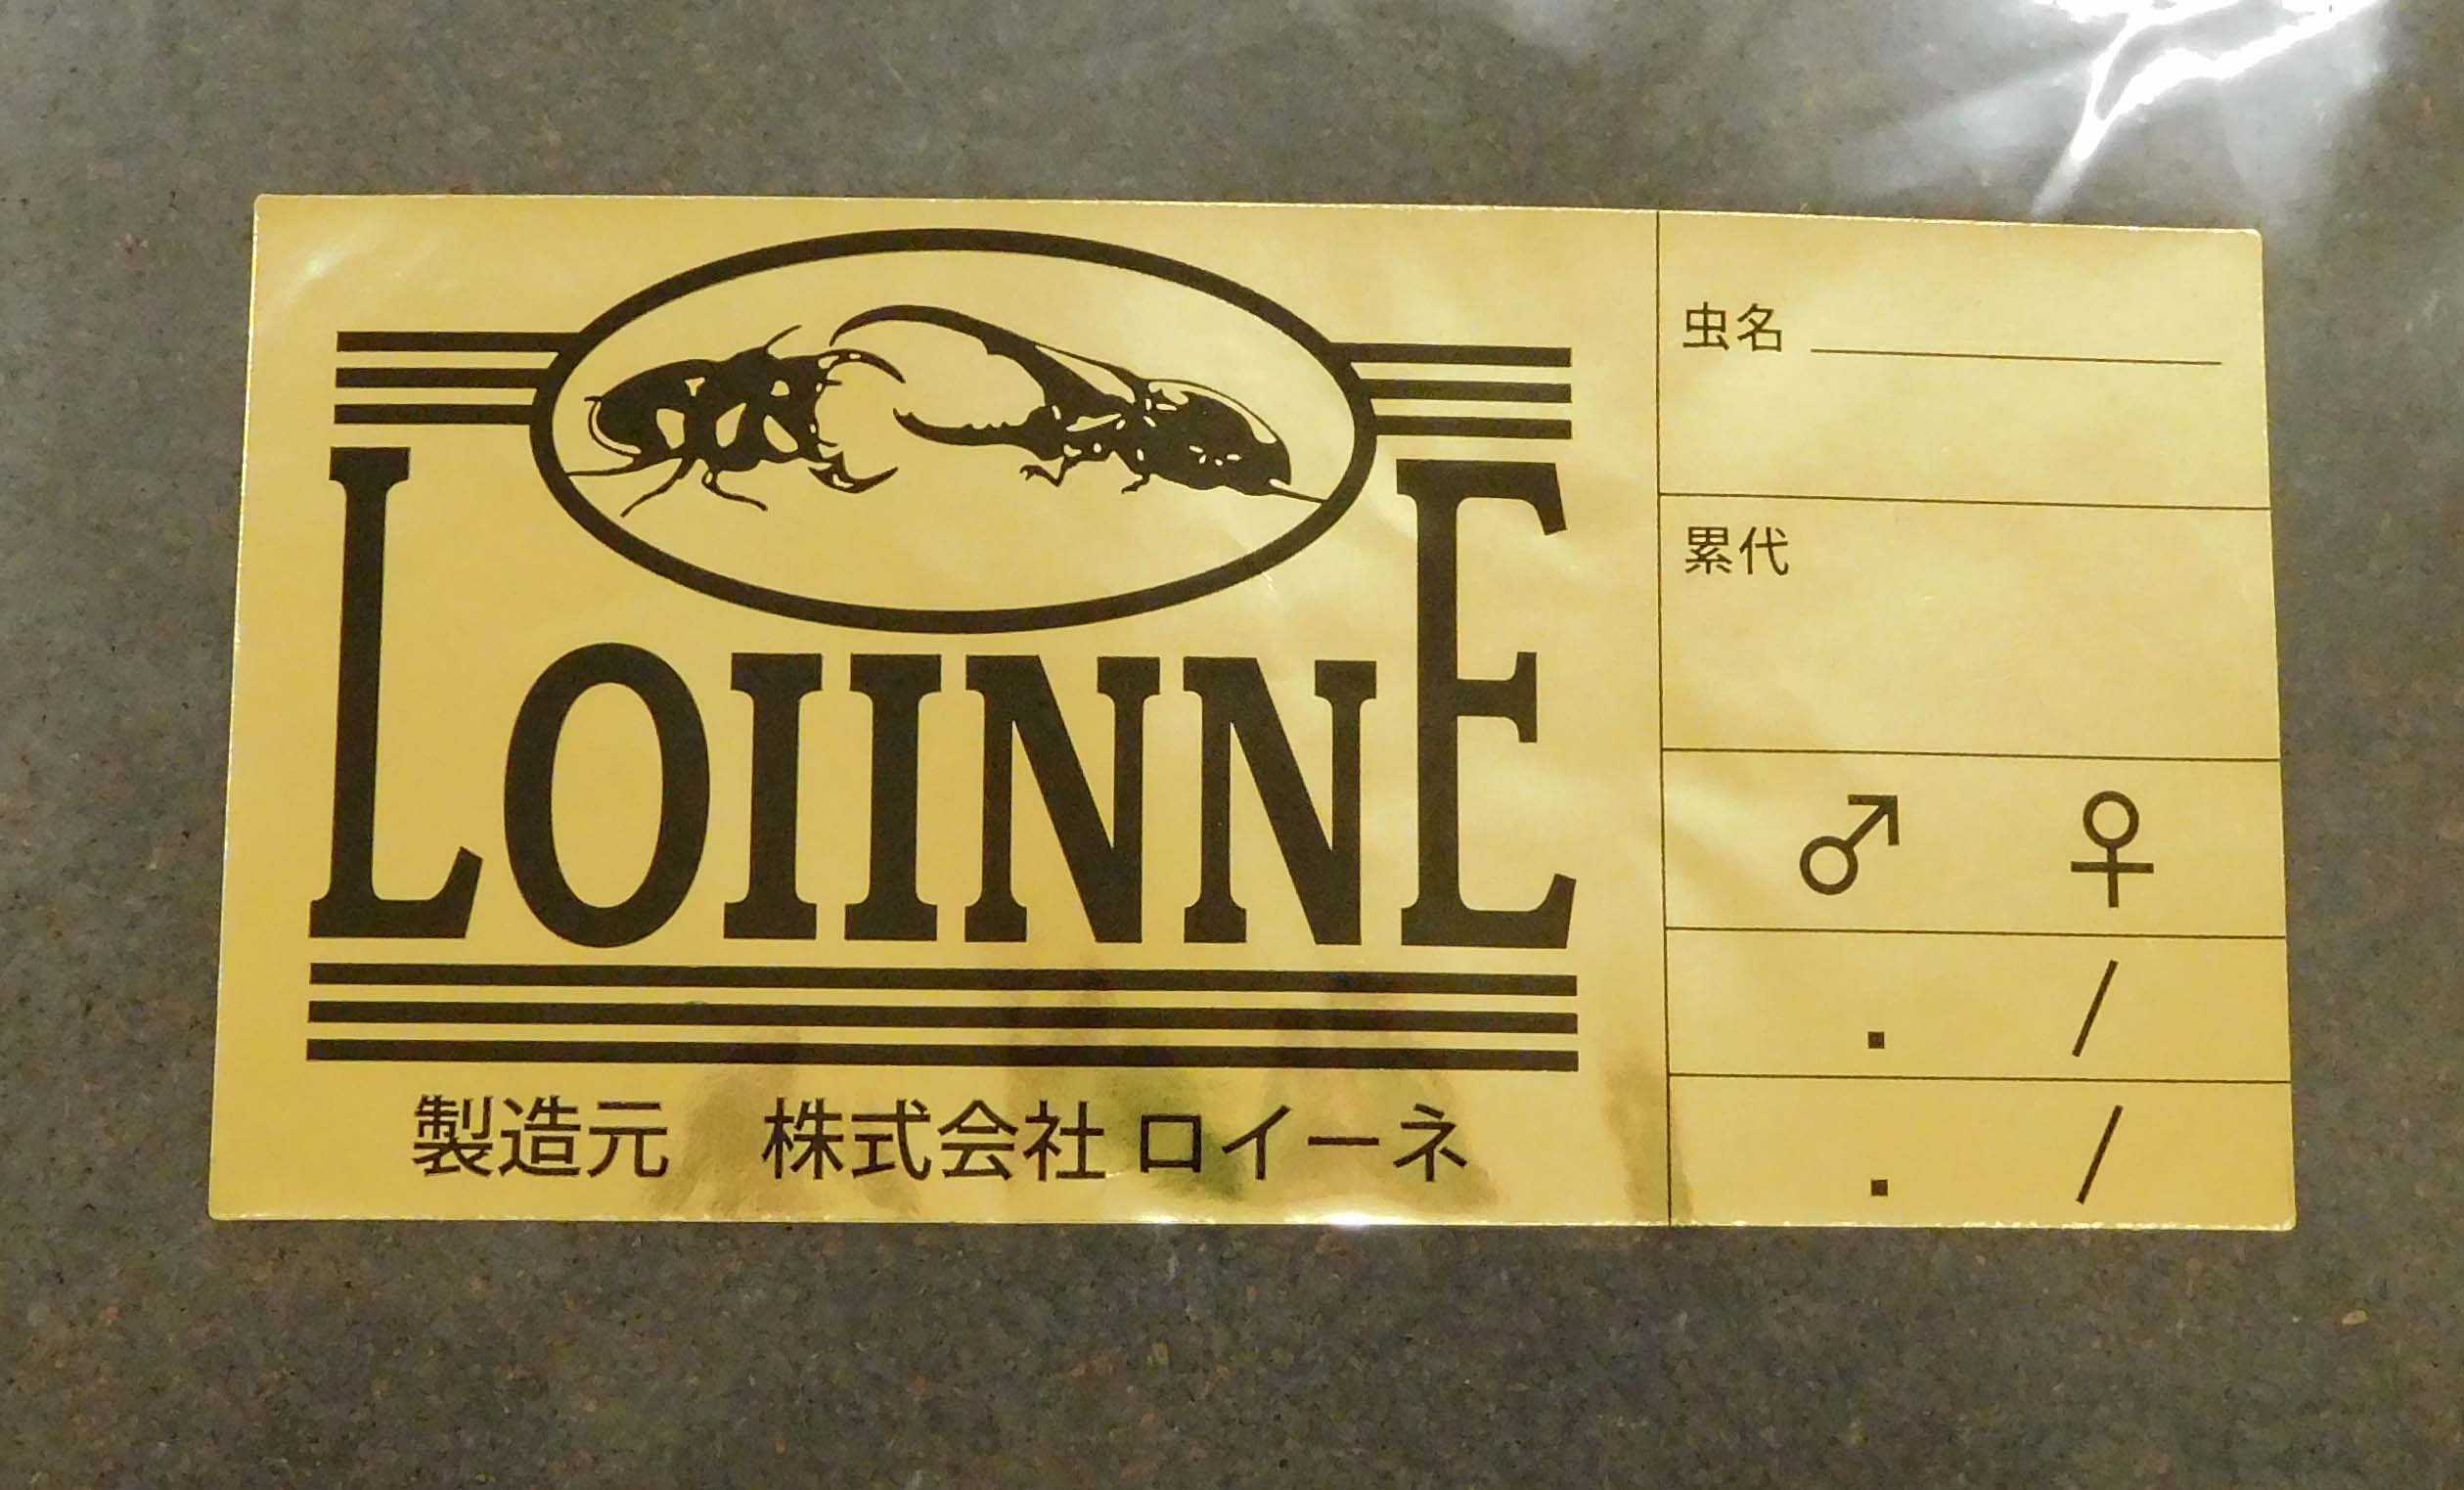 LOIINNE
製造元　株式会社 ロイーネ
虫名
累代
♂ ♀
. /
. /